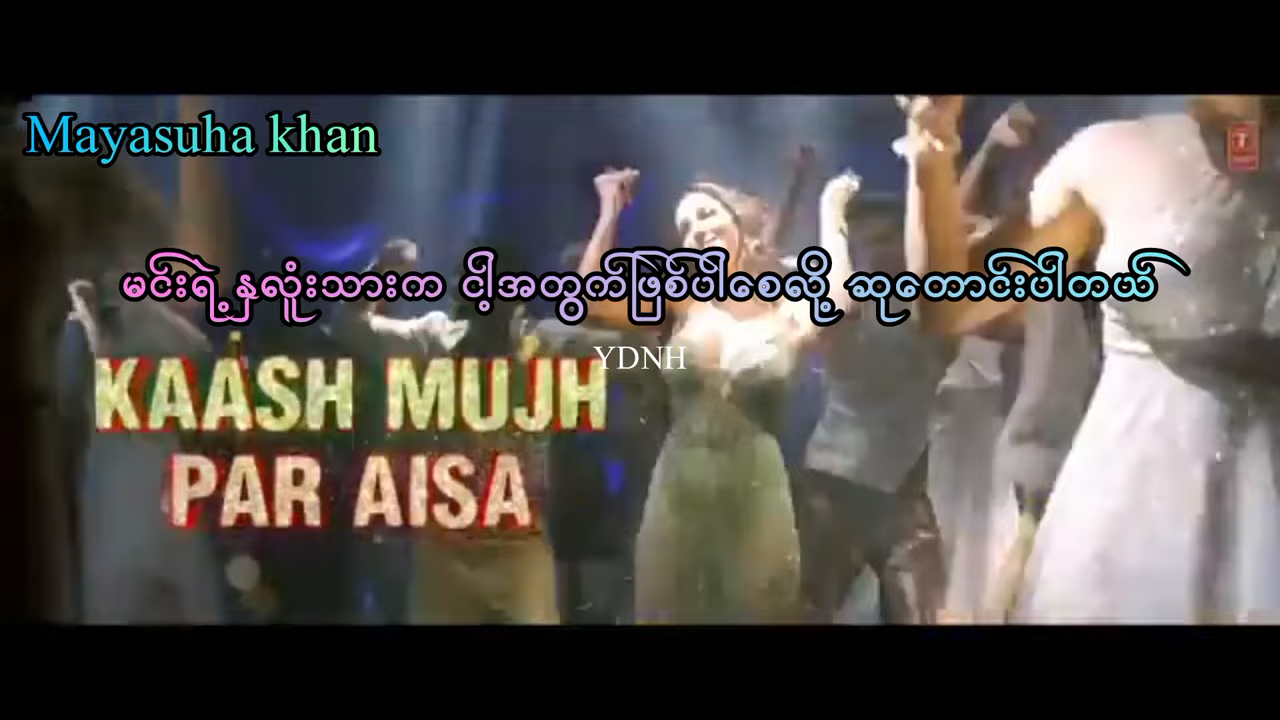 Mayasuha khan
မင်းရဲ့နှလုံးသားက ငါ့အတွက်ဖြစ်ပါစေလို့ ဆုတောင်းပါတယ်
YDNH
KAASH MUJH
PAR AISA